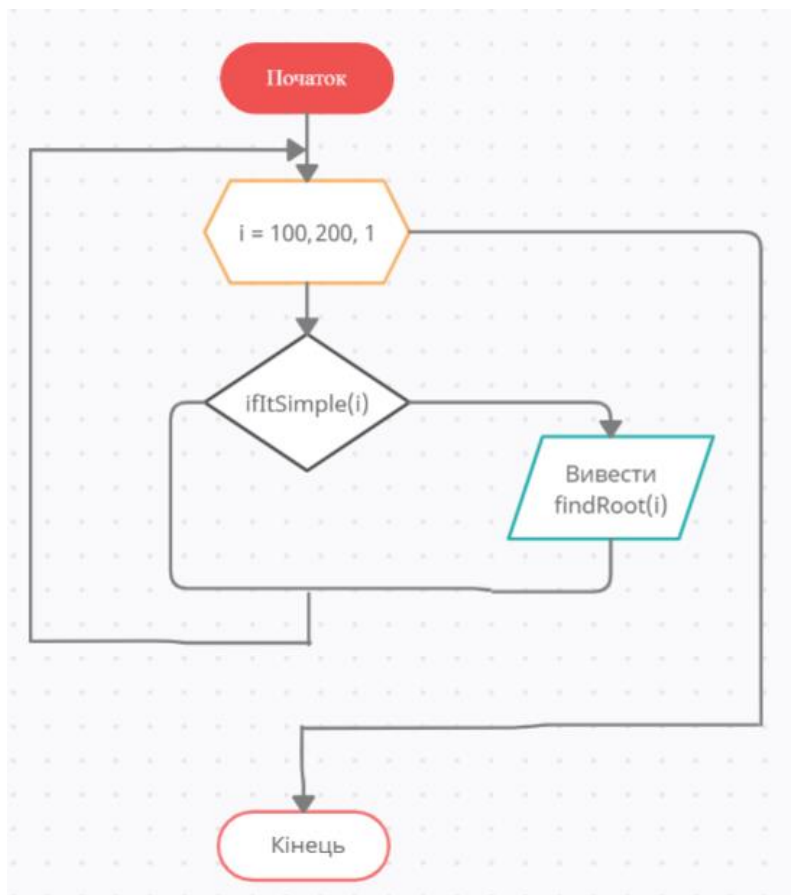 Початок
i = 100, 200, 1
ifItSimple(i)
Вивести
findRoot(i)
Кінець